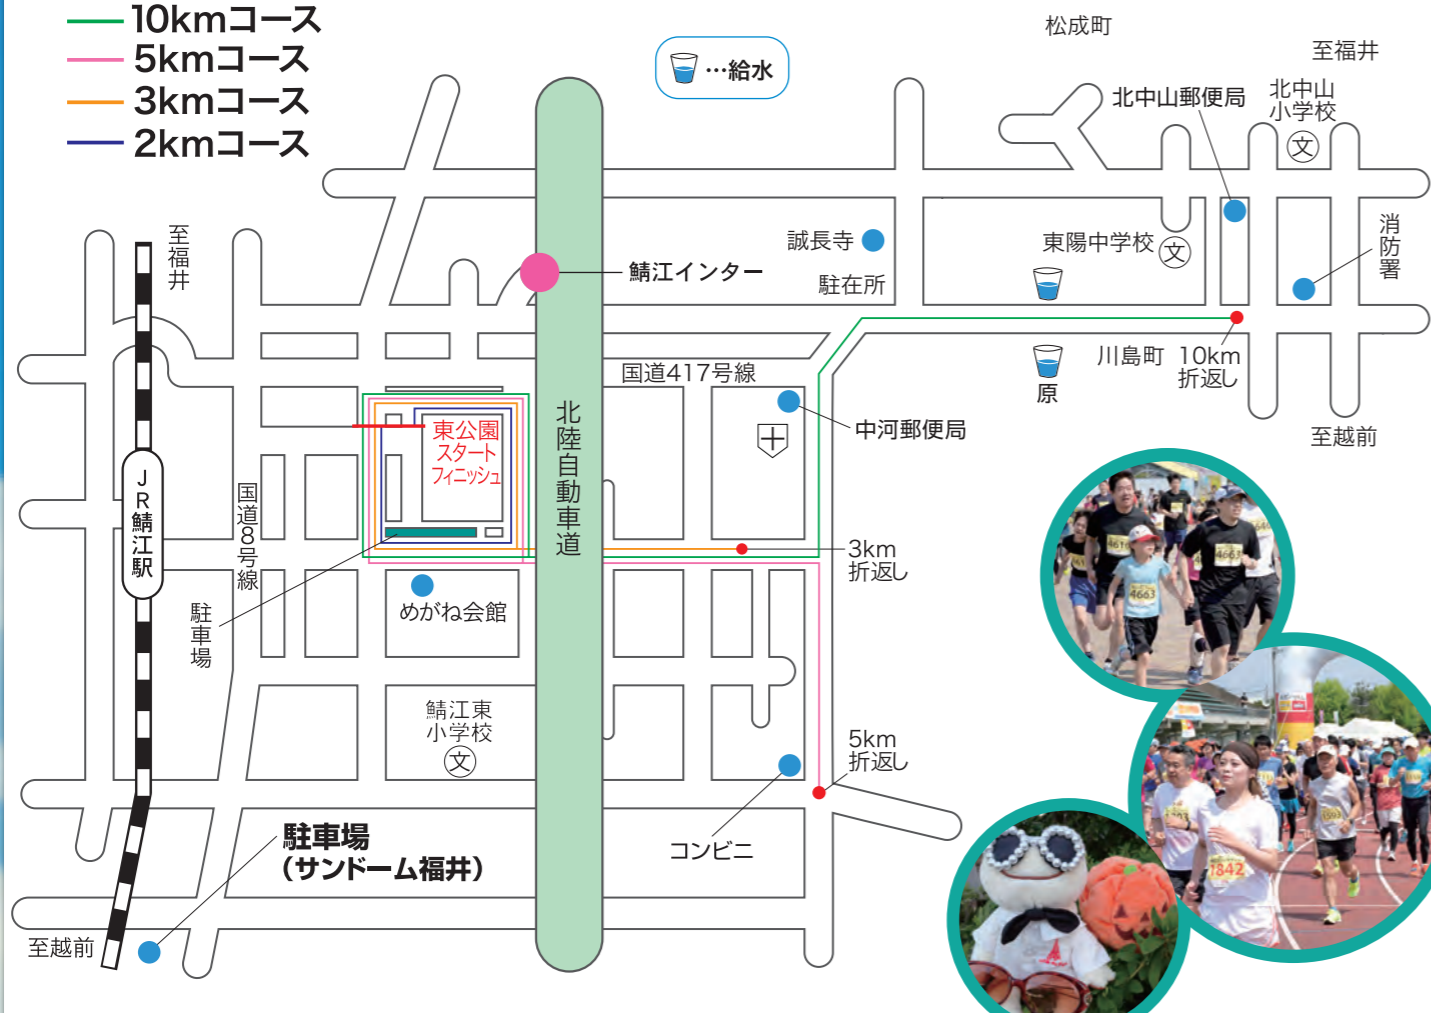 10kmコース
5kmコース
3kmコース
2kmコース
…給水
松成町
至福井
北中山郵便局
北中山
小学校
文
至福井
誠長寺
駐在所
東陽中学校
文
消防署
鯖江インター
国道417号線
川島町
10km
折返し
原
至越前
中河郵便局
東公園
スタート
フィニッシュ
北陸自動車道
JR鯖江駅
国道8号線
駐車場
めがね会館
3km
折返し
鯖江東
小学校
文
5km
折返し
コンビニ
駐車場
(サンドーム福井)
至越前
4663
4663
1842